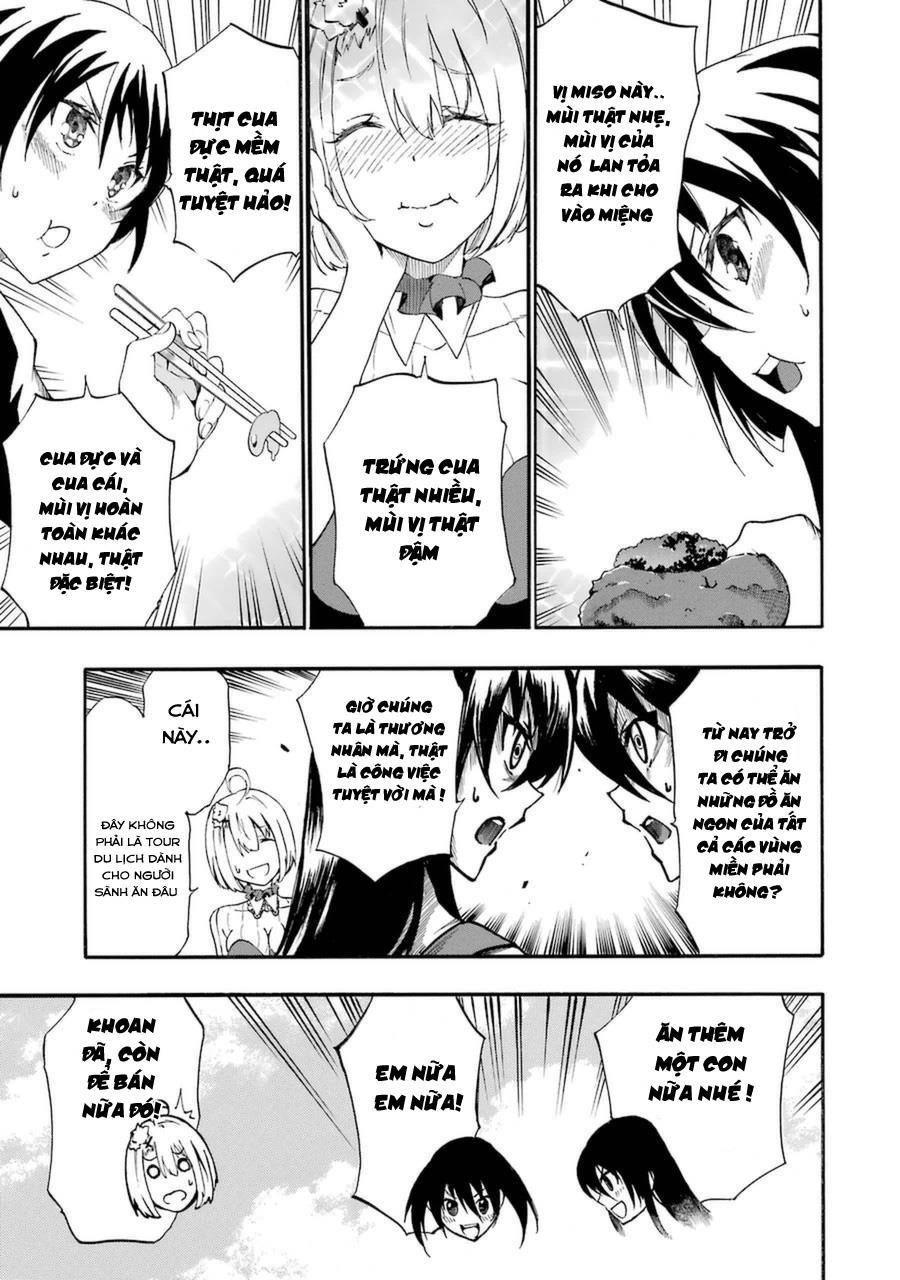 VỊ MISO NÀY..
MÙI THẬT NHẸ,
MÙI VỊ CỦA
NÓ LAN TỎA
RA KHI CHO
VÀO MIỆNG
TRỨNG CUA
THẬT NHIỀU,
MÙI VỊ THẬT
ĐẬM
THỊT CUA
ĐỰC MỀM
THẬT, QUÁ
TUYỆT HẢO!
CUA ĐỰC VÀ
CUA CÁI,
MÙI VỊ HOÀN
TOÀN KHÁC
NHAU, THẬT
ĐẶC BIỆT!
TỪ NAY TRỞ
ĐI CHÚNG
TA CÓ THỂ ĂN
NHỮNG ĐỒ ĂN
NGON CỦA TẤT
CẢ CÁC VÙNG
MIỀN PHẢI
KHÔNG?
GIỜ CHÚNG
TA LÀ THƯƠNG
NHÂN MÀ, THẬT
LÀ CÔNG VIỆC
TUYỆT VỜI MÀ !
CÁI
NÀY..
ĐÂY KHÔNG
PHẢI LÀ TOUR
DU LỊCH DÀNH
CHO NGƯỜI
SÀNH ĂN ĐÂU
ĂN THÊM
MỘT CON
NỮA NHÉ !
EM NỮA
EM NỮA!
KHOAN
ĐÃ, CÒN
ĐỂ BÁN
NỮA ĐÓ!